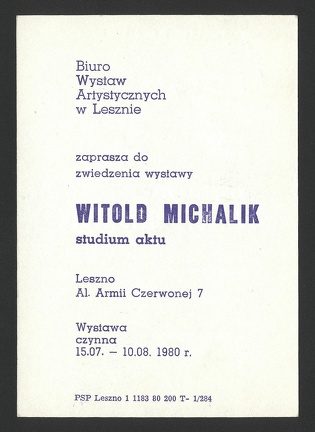 Biuro
Wystaw
Artystycznych
w Lesznie
zaprasza do
zwiedzenia wystawy
WITOLD MICHALIK
studium aktu
Leszno
Al. Armii Czerwonej 7
Wystawa
czynna
15.07. — 10.08. 1980 r.
PSP Leszno 1 1183 80 200 T- 1/284